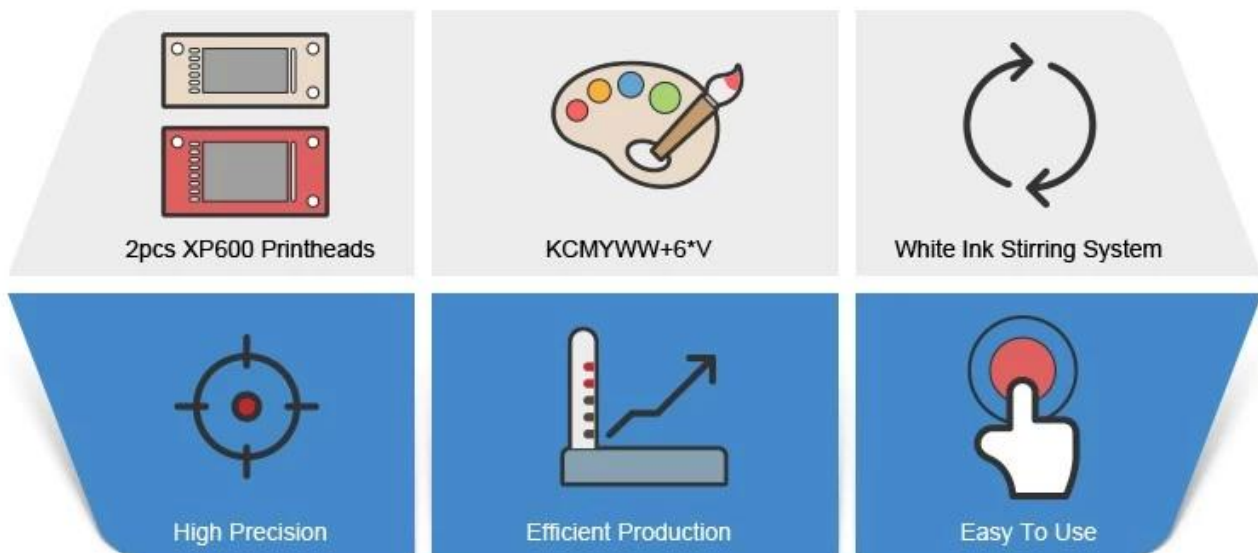 2pcs XP600 Printheads
KCMYWW+6*V
White Ink Stirring System
High Precision
Efficient Production
Easy To Use